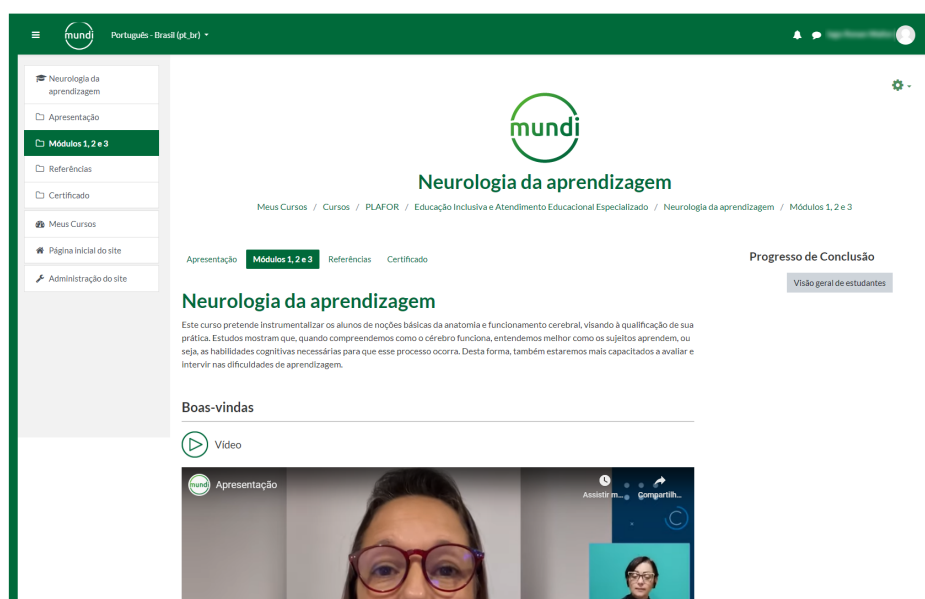 mundi
Português - Brasil (pt_br)
Neurologia da
aprendizagem
Apresentação
Módulos 1, 2 e 3
Referências
Certificado
Meus Cursos
Página inicial do site
Administração do site
mundi
Neurologia da aprendizagem
Meus Cursos / Cursos / PLAFOR / Educação Inclusiva e Atendimento Educacional Especializado / Neurologia da aprendizagem / Módulos 1, 2 e 3
Apresentação Módulos 1, 2 e 3 Referências Certificado
Neurologia da aprendizagem
Este curso pretende instrumentalizar os alunos de noções básicas da anatomia e funcionamento cerebral, visando à qualificação de sua
prática. Estudos mostram que, quando compreendemos como o cérebro funciona, entendemos melhor como os sujeitos aprendem, ou
seja, as habilidades cognitivas necessárias para que esse processo ocorra. Desta forma, também estaremos mais capacitados a avaliar e
intervir nas dificuldades de aprendizagem.
Boas-vindas
Vídeo
mundi Apresentação
Assistir m... Compartilh...
Progresso de Conclusão
Visão geral de estudantes